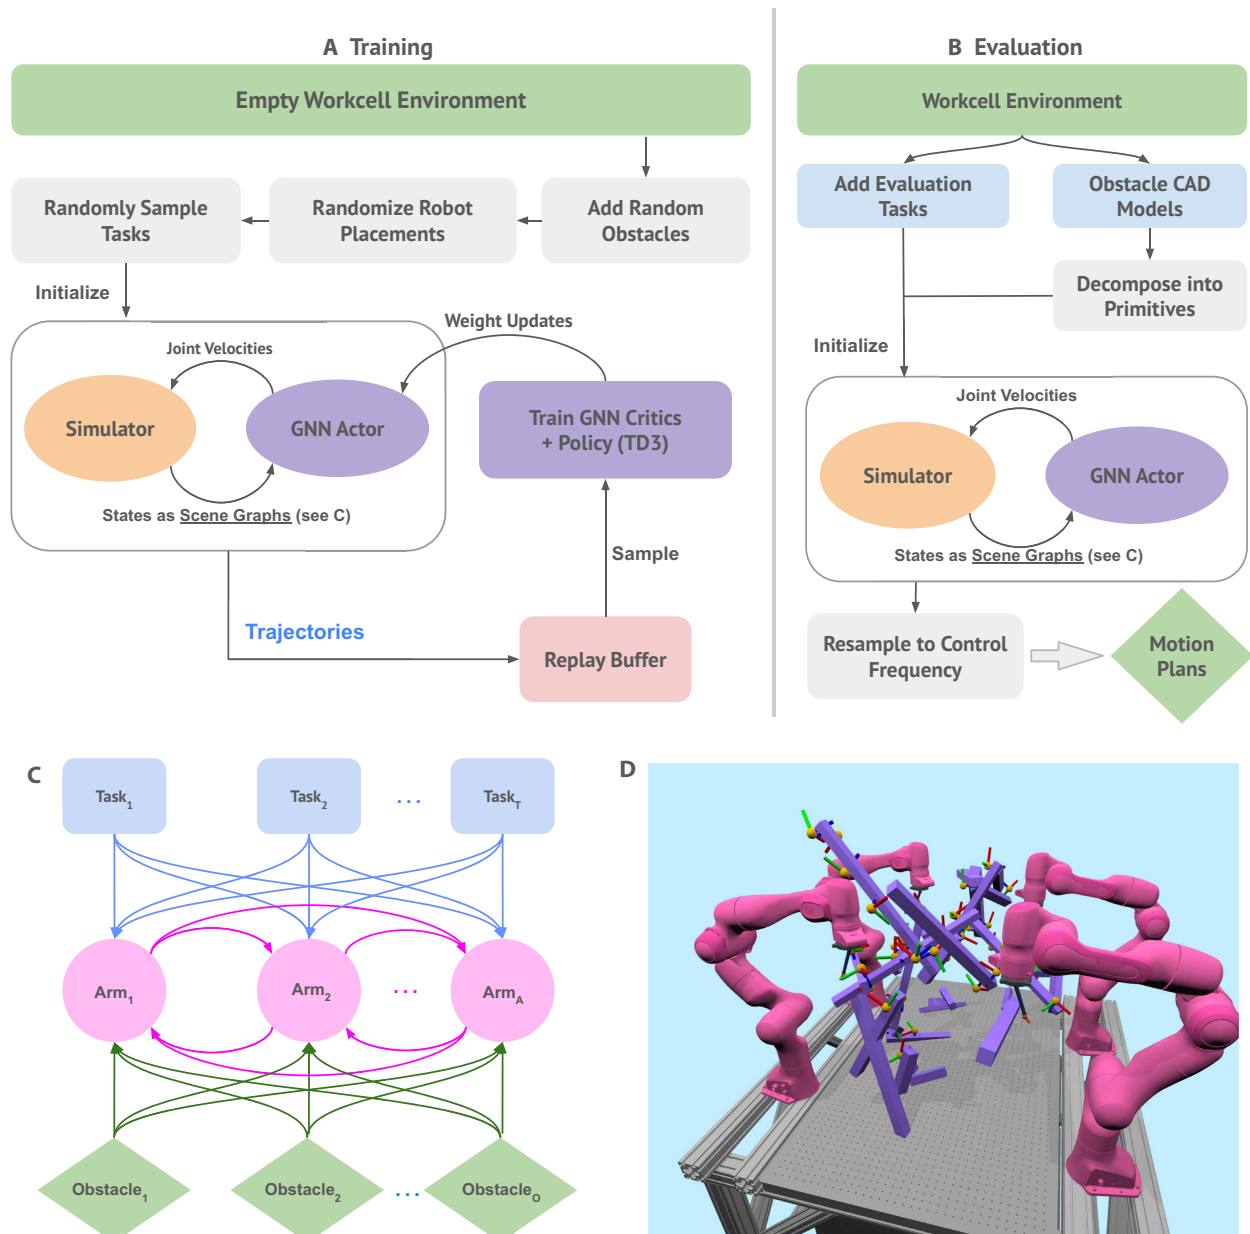 A Training
Empty Workcell Environment
Randomly Sample
Tasks
Randomize Robot
Placements
Add Random
Obstacles
Initialize
Weight Updates
Joint Velocities
Simulator
GNN Actor
Train GNN Critics
+ Policy (TD3)
States as Scene Graphs (see C)
Sample
Trajectories
Replay Buffer
B Evaluation
Workcell Environment
Add Evaluation
Tasks
Obstacle CAD
Models
Decompose into
Primitives
Initialize
Joint Velocities
Simulator
GNN Actor
States as Scene Graphs (see C)
Resample to Control
Frequency
Motion
Plans
C
Task1
Task2
...
TaskT
Arm1
Arm2
...
ArmA
Obstacle1
Obstacle2
...
ObstacleO
D